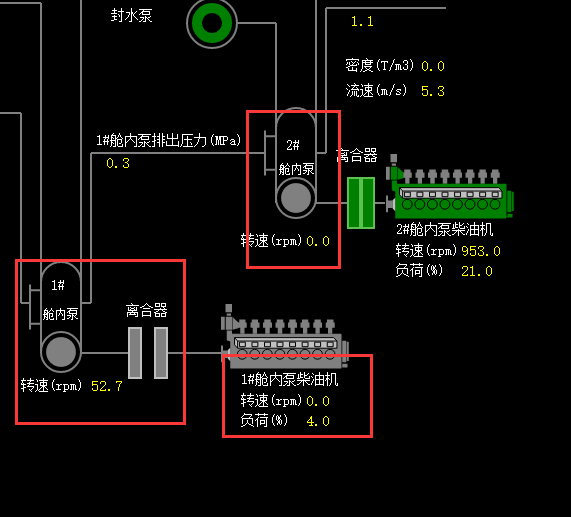 封水泵
1.1
密度(T/m3) 0.0
流速(m/s) 5.3
1#舱内泵排出压力(MPa)
0.3
2#
舱内泵
离合器
转速(rpm) 0.0
2#舱内泵柴油机
转速(rpm) 953.0
负荷(%) 21.0
1#
舱内泵
离合器
转速(rpm) 52.7
1#舱内泵柴油机
转速(rpm) 0.0
负荷(%) 4.0